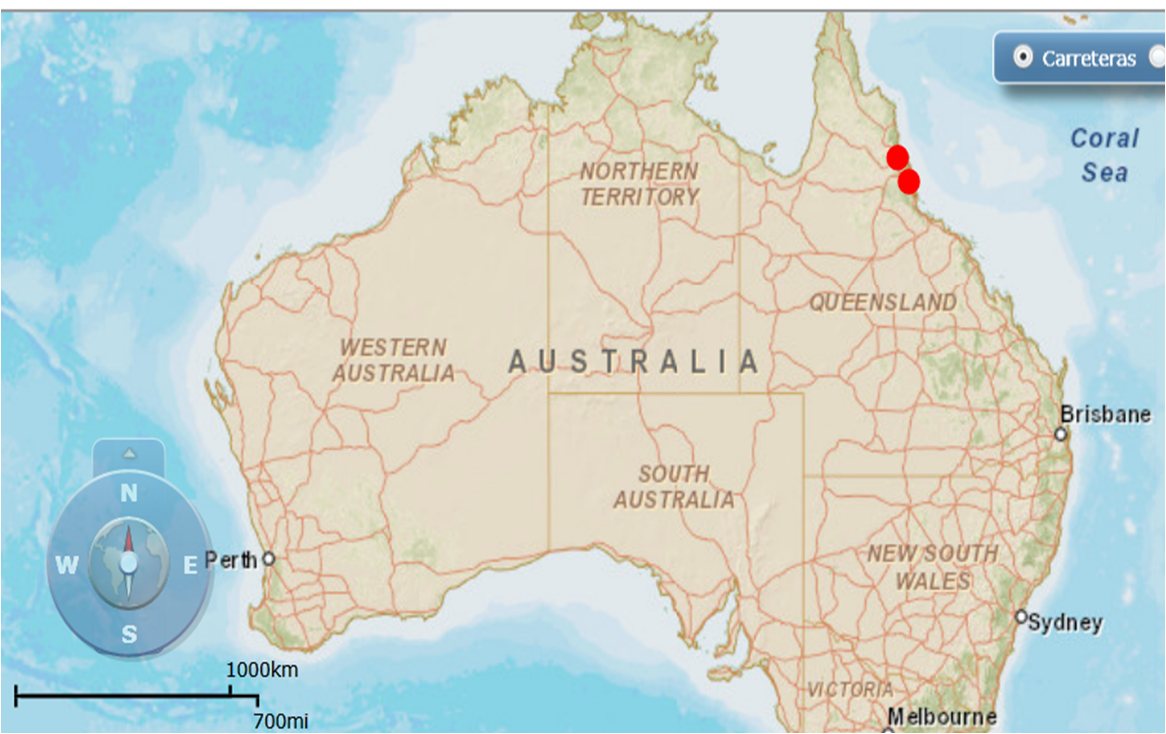 Carreteras
Coral
Sea
NORTHERN
TERRITORY
QUEENSLAND
WESTERN
AUSTRALIA
AUSTRALIA
Brisbane
SOUTH
AUSTRALIA
N
W
E
S
Perth
NEW SOUTH
WALES
Sydney
1000km
700mi
VICTORIA
Melbourne